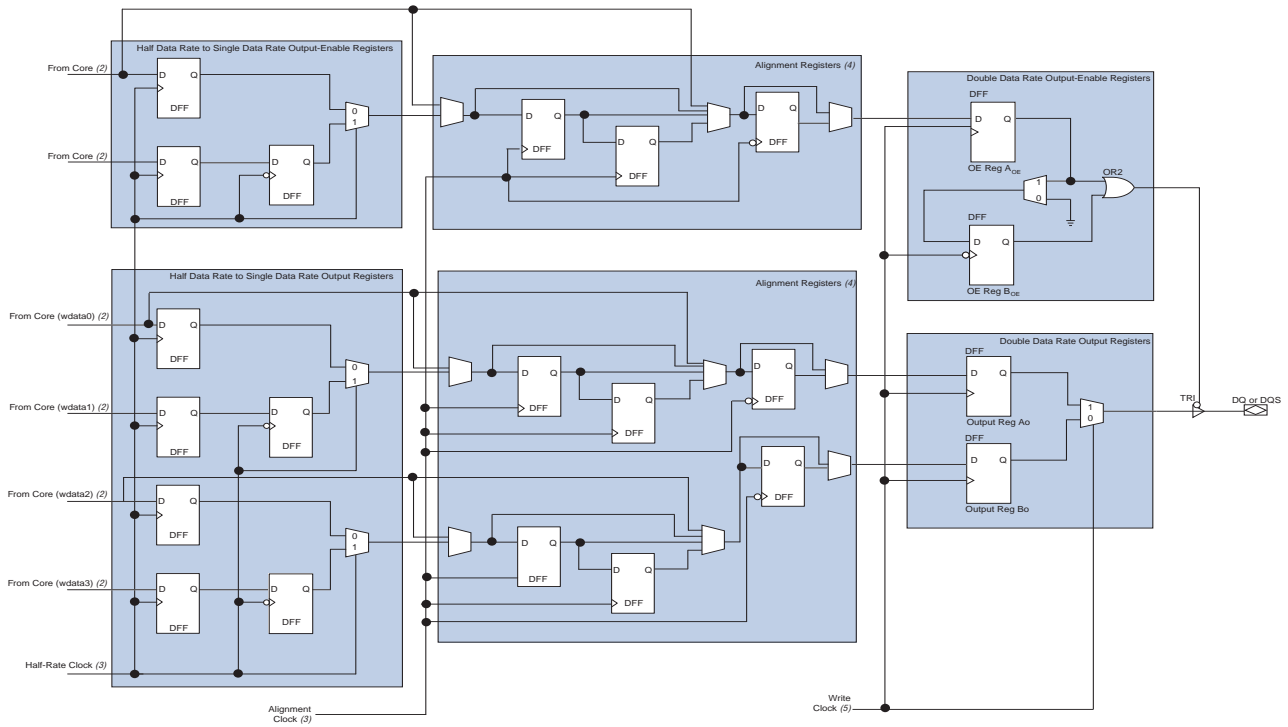 Half Data Rate to Single Data Rate Output-Enable Registers
From Core (2)
D Q
DFF
0
1
From Core (2)
D Q
DFF
D Q
DFF
Alignment Registers (4)
D Q
DFF
D Q
DFF
D Q
DFF
Double Data Rate Output-Enable Registers
DFF
D Q
OE Reg AOE
1
0
OR2
DFF
D Q
OE Reg BOE
Half Data Rate to Single Data Rate Output Registers
From Core (wdata0) (2)
D Q
DFF
0
1
From Core (wdata1) (2)
D Q
DFF
D Q
DFF
From Core (wdata2) (2)
D Q
DFF
0
1
From Core (wdata3) (2)
D Q
DFF
D Q
DFF
Half-Rate Clock (3)
Alignment Registers (4)
D Q
DFF
D Q
DFF
D Q
DFF
D Q
DFF
D Q
DFF
D Q
DFF
Alignment
Clock (3)
Double Data Rate Output Registers
DFF
D Q
Output Reg Ao
1
0
DFF
D Q
Output Reg Bo
TRI
DQ or DQS
Write
Clock (5)